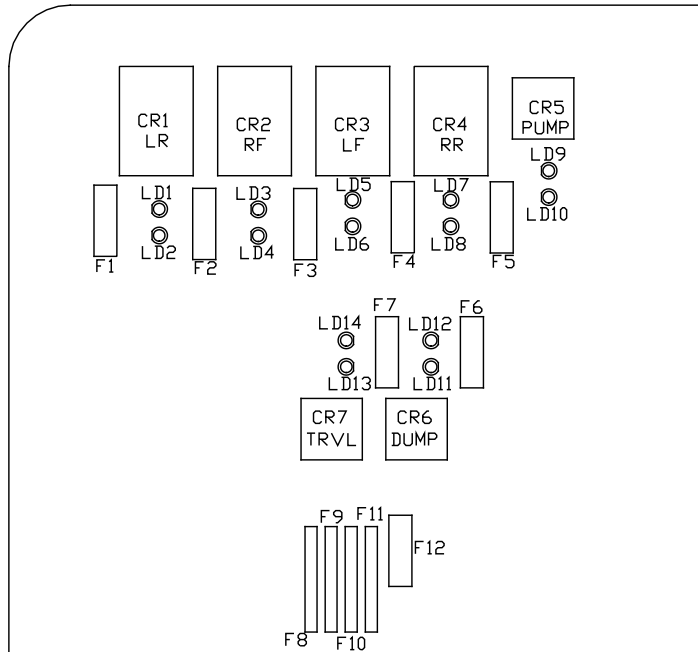 CR1
LR
CR2
RF
CR3
LF
CR4
RR
CR5
PUMP
LD1
LD2
LD3
LD4
LD5
LD6
LD7
LD8
LD9
LD10
F1
F2
F3
F4
F5
F7
F6
LD14
LD13
LD12
LD11
CR7
TRVL
CR6
DUMP
F9
F11
F12
F8
F10